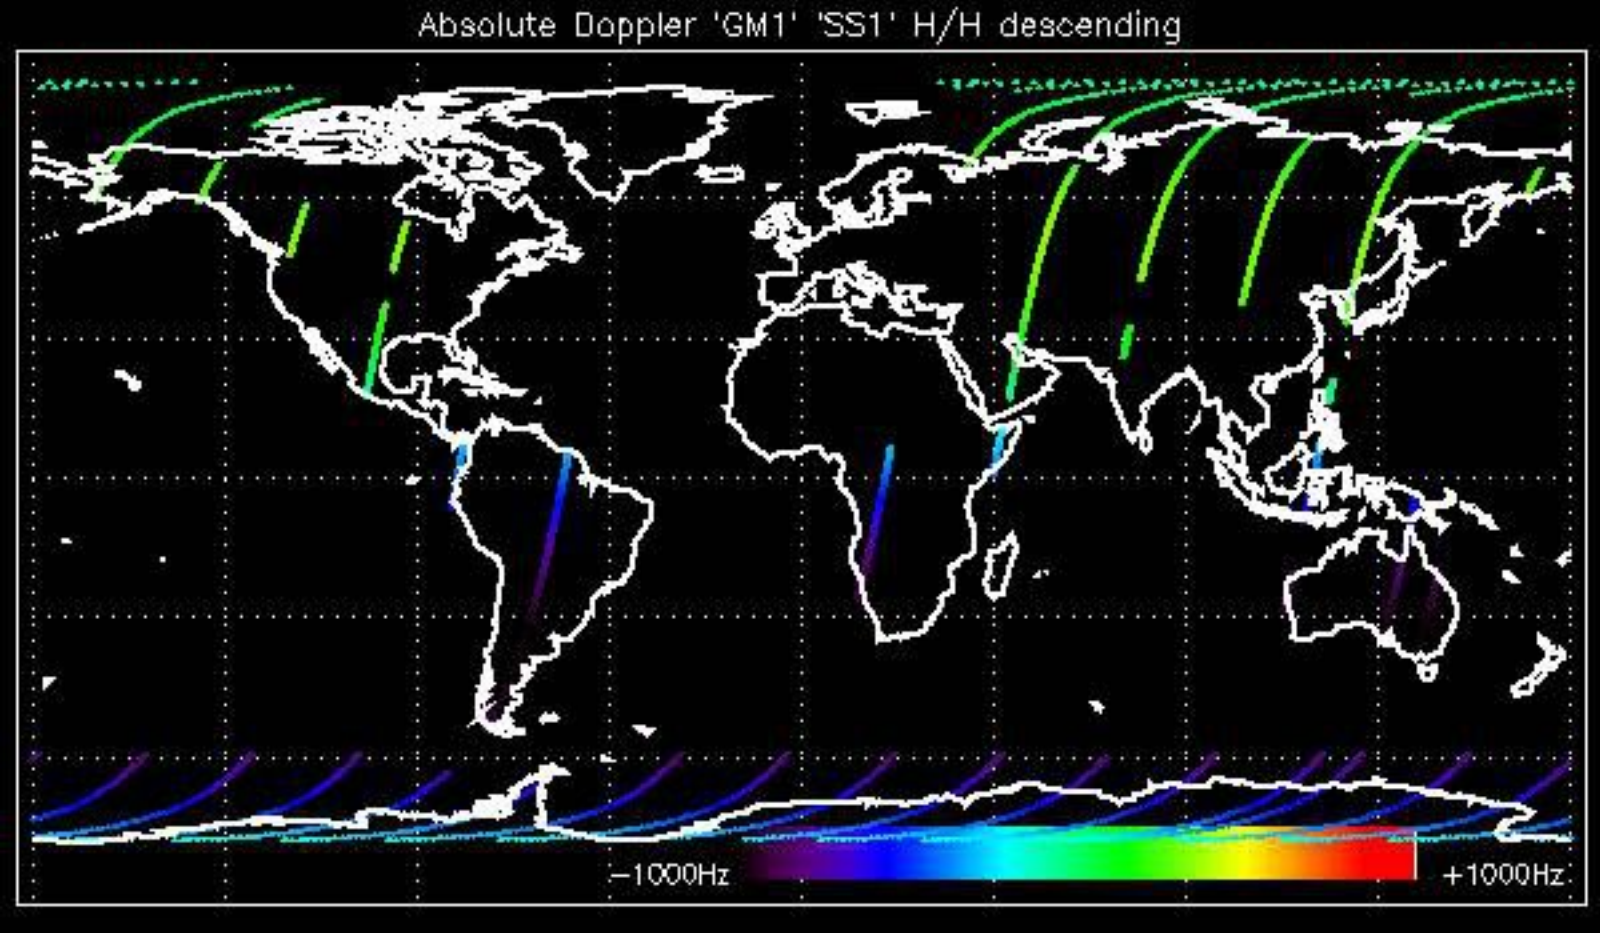 Absolute Doppler 'GM1' 'SS1' H/H descending
−1000Hz
+1000Hz